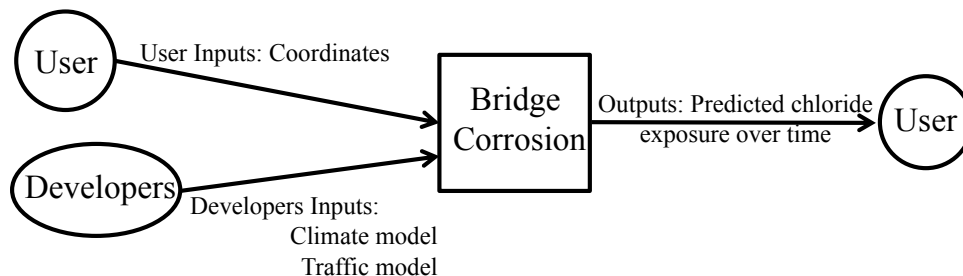 User
User Inputs: Coordinates
Developers
Developers Inputs:
Climate model
Traffic model
Bridge
Corrosion
Outputs: Predicted chloride
exposure over time
User